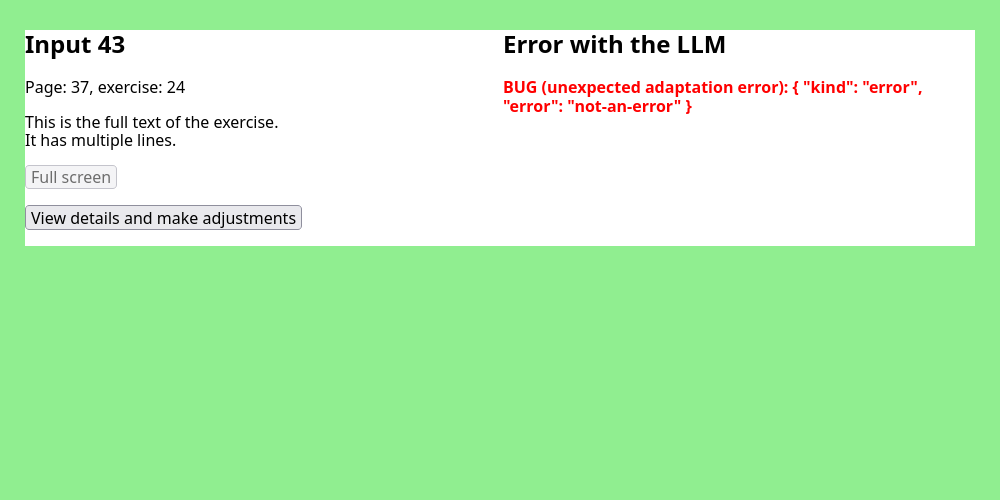 Input 43
Page: 37, exercise: 24
This is the full text of the exercise.
It has multiple lines.
Full screen
View details and make adjustments
Error with the LLM
BUG (unexpected adaptation error): { "kind": "error",
"error": "not-an-error" }